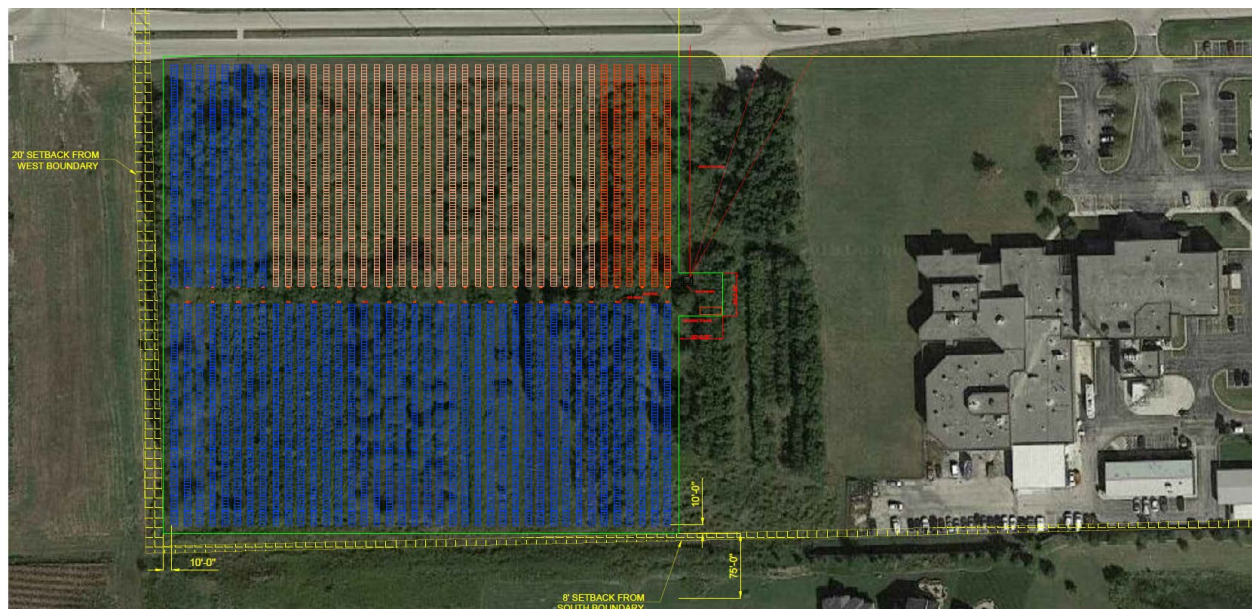 20' SETBACK FROM
WEST BOUNDARY
10'-0"
10'-0"
75'-0"
8' SETBACK FROM
SOUTH BOUNDARY